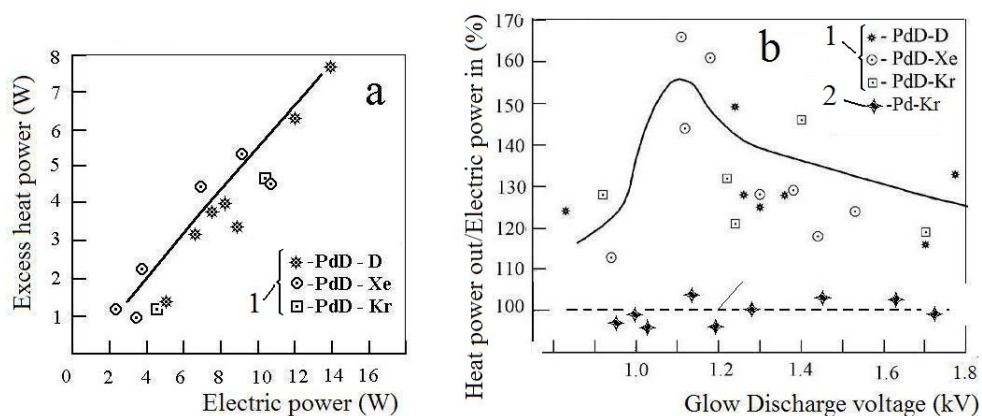 a
Excess heat power (W)
8
7
6
5
4
3
2
1
0
0 2 4 6 8 10 12 14 16
Electric power (W)
1
-PdD - D
-PdD - Xe
-PdD - Kr
b
Heat power out/Electric power in (%)
170
160
150
140
130
120
110
100
1.0 1.2 1.4 1.6 1.8
Glow Discharge voltage (kV)
1
- PdD-D
- PdD-Xe
- PdD-Kr
2
-Pd-Kr